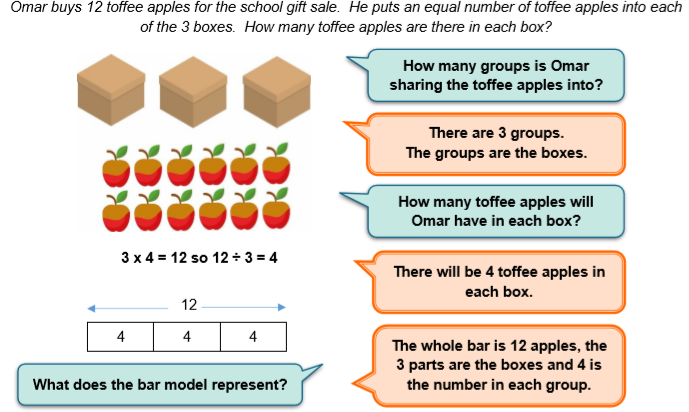 Omar buys 12 toffee apples for the school gift sale.  He puts an equal number of toffee apples into each
of the 3 boxes.  How many toffee apples are there in each box?
How many groups is Omar
sharing the toffee apples into?
There are 3 groups.
The groups are the boxes.
How many toffee apples will
Omar have in each box?
3 x 4 = 12 so 12 ÷ 3 = 4
There will be 4 toffee apples in
each box.
12
4 4 4
The whole bar is 12 apples, the
3 parts are the boxes and 4 is
the number in each group.
What does the bar model represent?